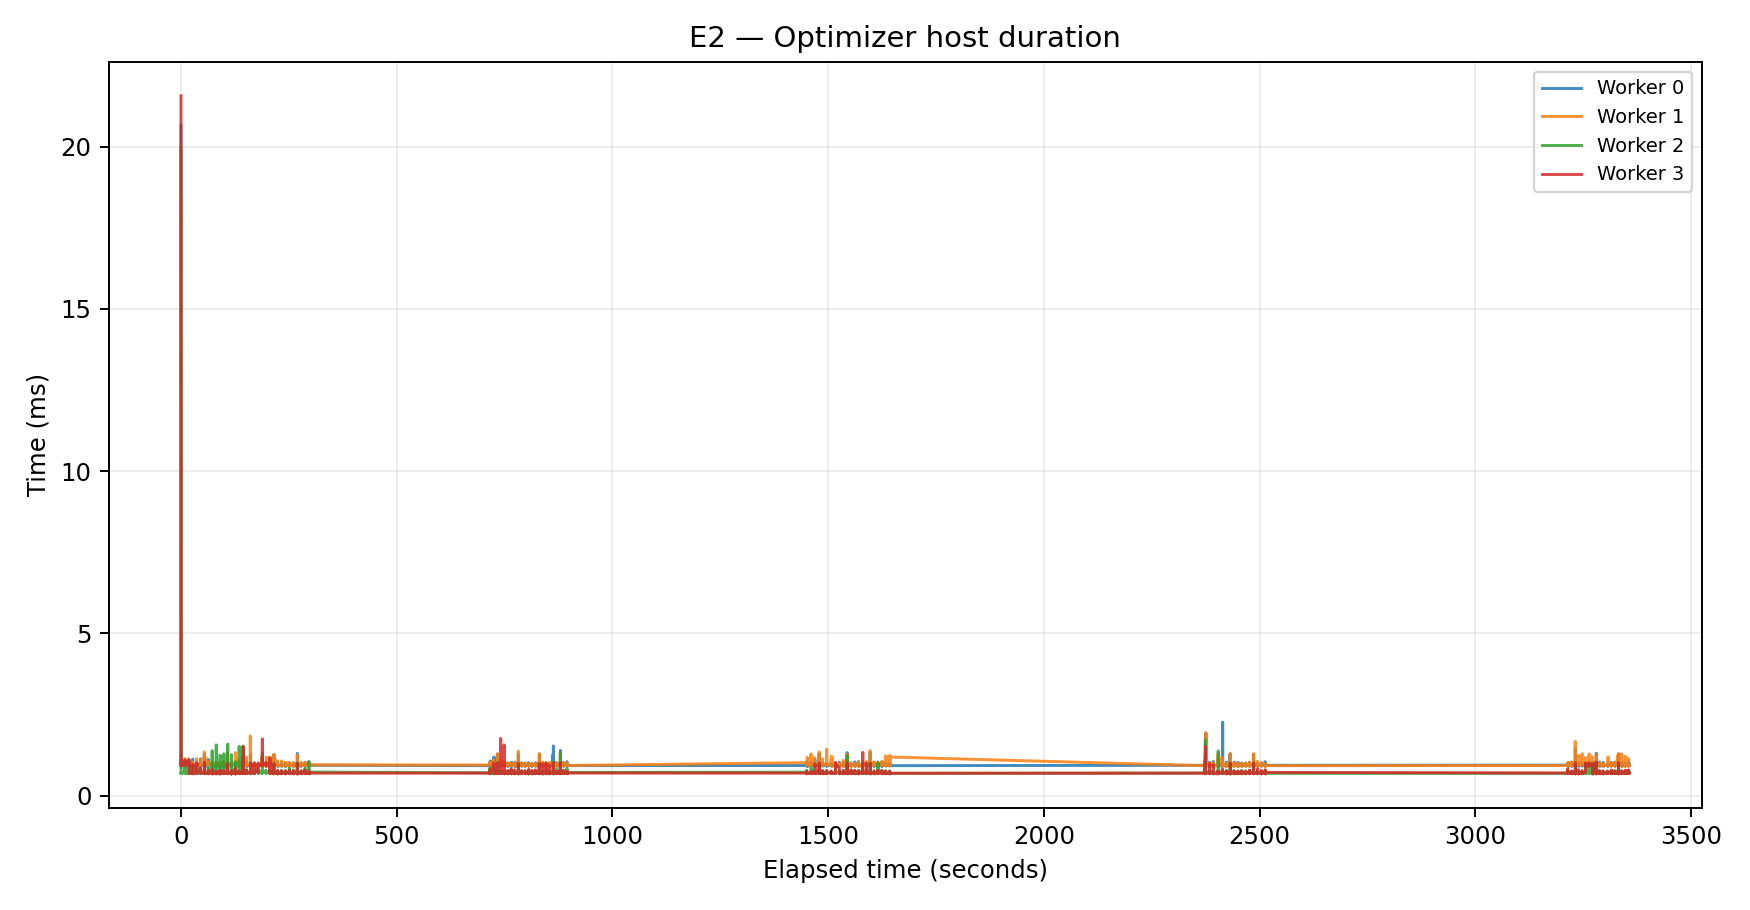 E2 — Optimizer host duration
Worker 0
Worker 1
Worker 2
Worker 3
Time (ms)
20
15
10
5
0
0 500 1000 1500 2000 2500 3000 3500
Elapsed time (seconds)